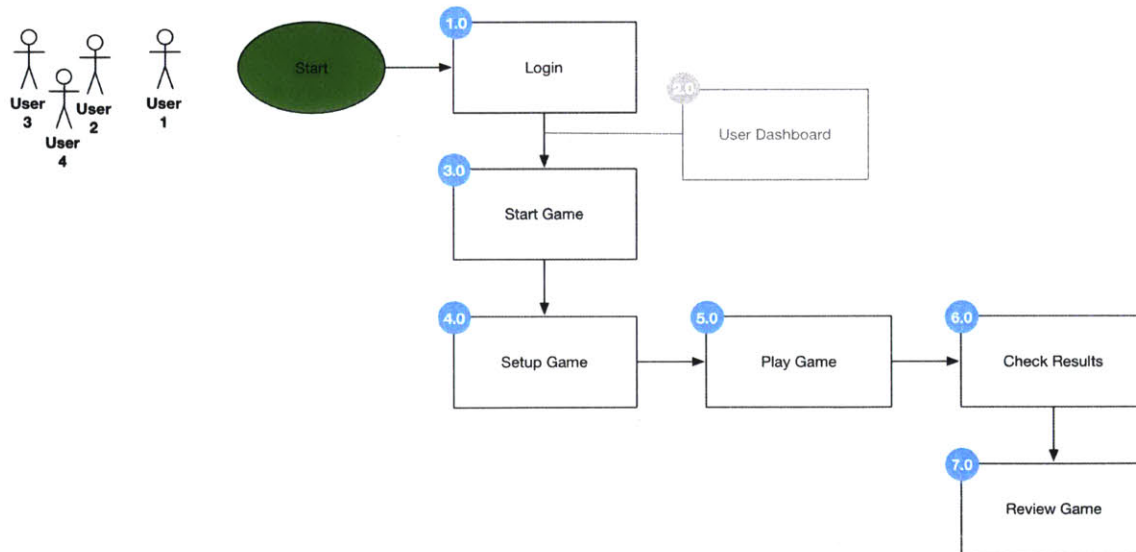 User
3
User
4
User
2
User
1
Start
1.0
Login
2.0
User Dashboard
3.0
Start Game
4.0
Setup Game
5.0
Play Game
6.0
Check Results
7.0
Review Game